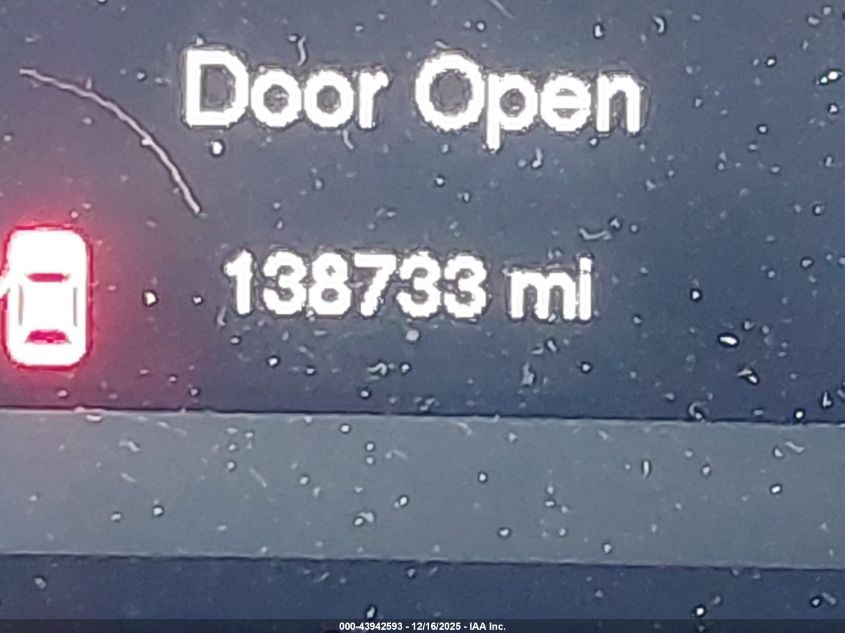 Door Open
138733 mi
000-43942593 - 12/16/2025 - IAA Inc.